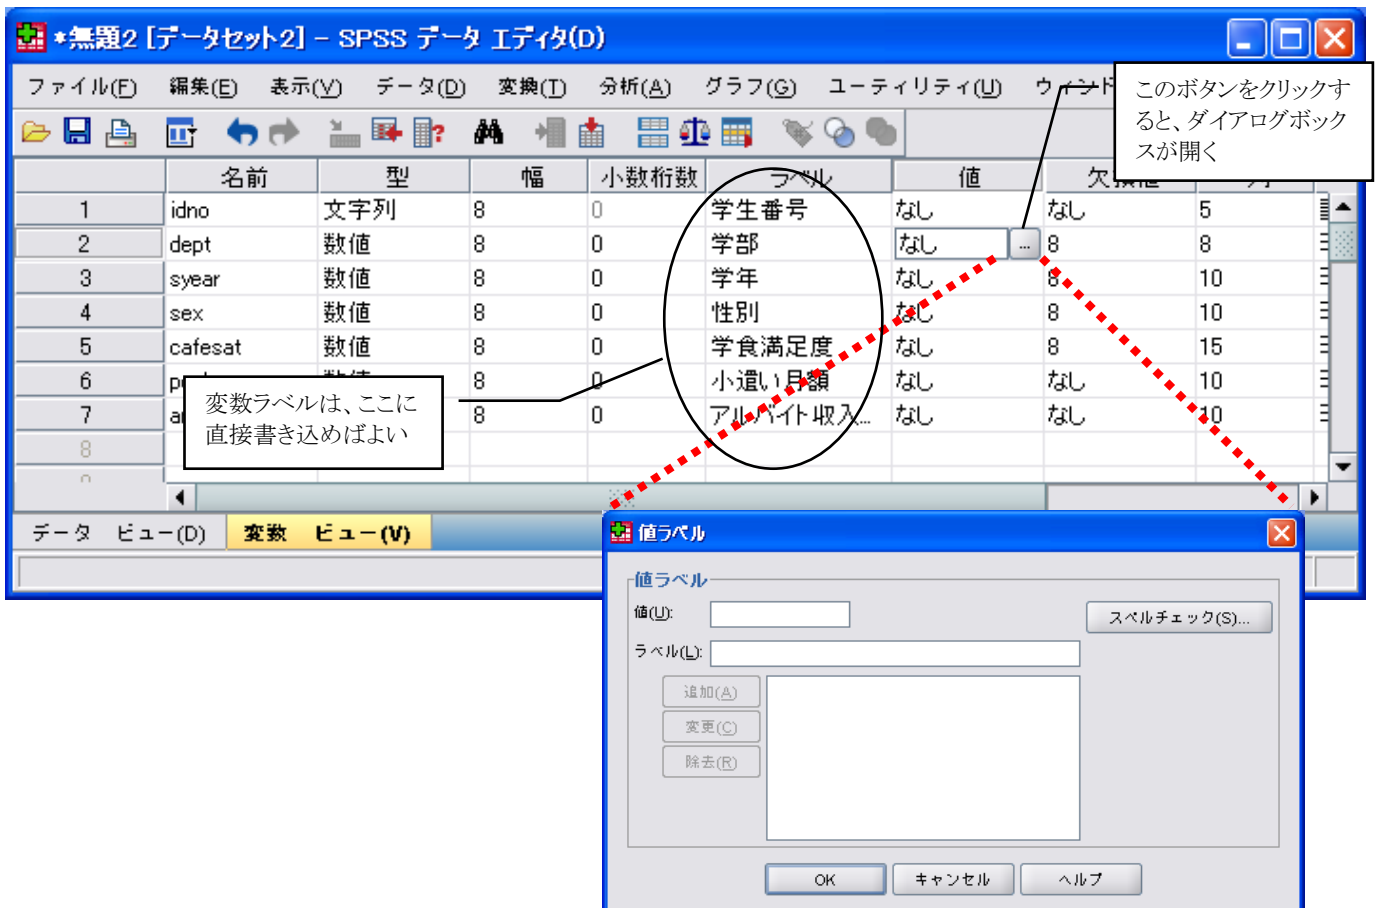 *無題2 [データセット2] - SPSS データ エディタ(D)
ファイル(F) 編集(E) 表示(V) データ(D) 変換(T) 分析(A) グラフ(G) ユーティリティ(U)
このボタンをクリックす
ると、ダイアログボック
スが開く
名前 型 幅 小数桁数 ラベル 値
1 idno 文字列 8 0 学生番号 なし なし 5
2 dept 数値 8 0 学部 なし ... 8 8
3 syear 数値 8 0 学年 なし 8 10
4 sex 数値 8 0 性別 なし 8 10
5 cafesat 数値 8 0 学食満足度 なし 8 15
6 8 0 小遣い月額 なし なし 10
7 8 0 アルバイト収入... なし なし 10
8
変数ラベルは、ここに
直接書き込めばよい
データ ビュー(D) 変数 ビュー(V)
値ラベル
値ラベル
値(U):
スペルチェック(S)...
ラベル(L):
追加(A)
変更(C)
除去(R)
OK キャンセル ヘルプ